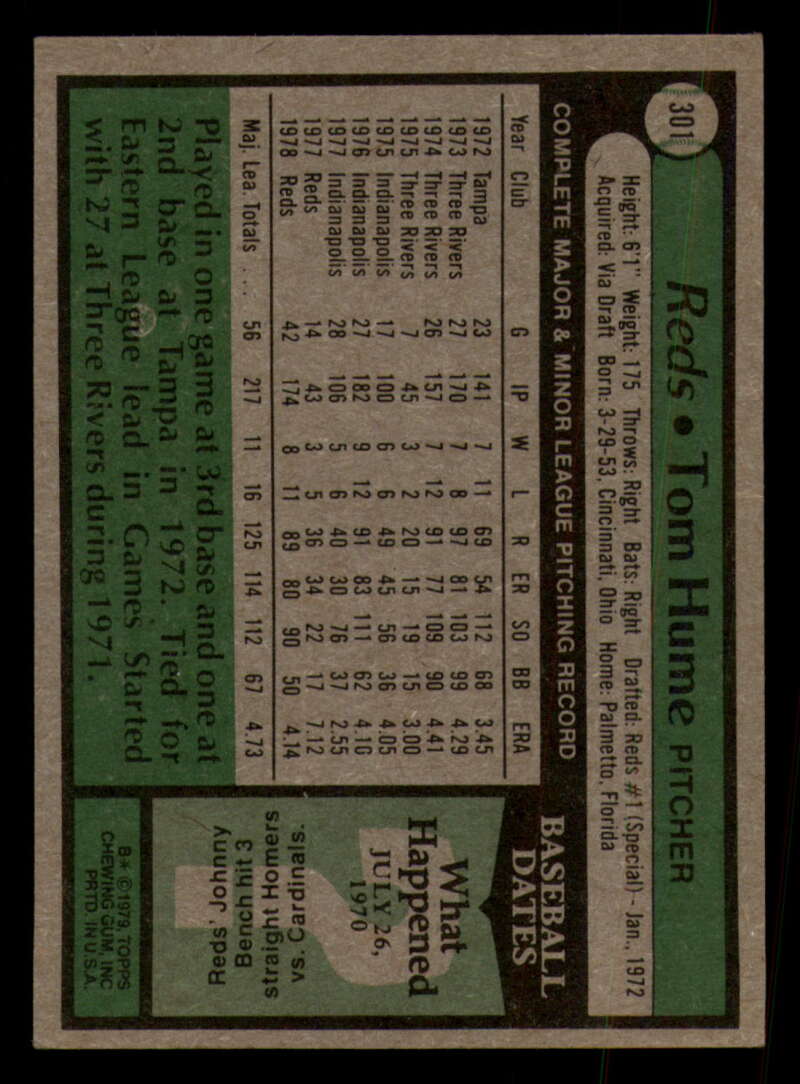 301
Reds • Tom Hume PITCHER
Height: 6'1" Weight: 175 Throws: Right Bats: Right Drafted: Reds #1 (Special) - Jan., 1972
Acquired: Via Draft Born: 3-29-53, Cincinnati, Ohio Home: Palmetto, Florida
COMPLETE MAJOR & MINOR LEAGUE PITCHING RECORD
Year Club G IP W L R ER SO BB ERA
1972 Tampa 23 141 7 11 69 54 112 68 3.45
1973 Three Rivers 27 170 7 8 97 81 103 99 4.29
1974 Three Rivers 26 157 7 12 91 77 109 90 4.41
1975 Three Rivers 7 45 3 2 20 15 19 15 3.00
1975 Indianapolis 17 100 6 6 49 45 56 36 4.05
1976 Indianapolis 27 182 9 12 91 83 111 62 4.10
1977 Indianapolis 28 106 5 6 40 30 76 37 2.55
1977 Reds 14 43 3 5 36 34 22 17 7.12
1978 Reds 42 174 8 11 89 80 90 50 4.14
Maj. Lea. Totals . . . 56 217 11 16 125 114 112 67 4.73
Played in one game at 3rd base and one at
2nd base at Tampa in 1972. Tied for
Eastern League lead in Games Started
with 27 at Three Rivers during 1971.
BASEBALL
DATES
What
Happened
JULY 26,
1970
Reds' Johnny
Bench hit 3
straight Homers
vs. Cardinals.
B* © 1979, TOPPS
CHEWING GUM, INC
PRTD. IN U.S.A.